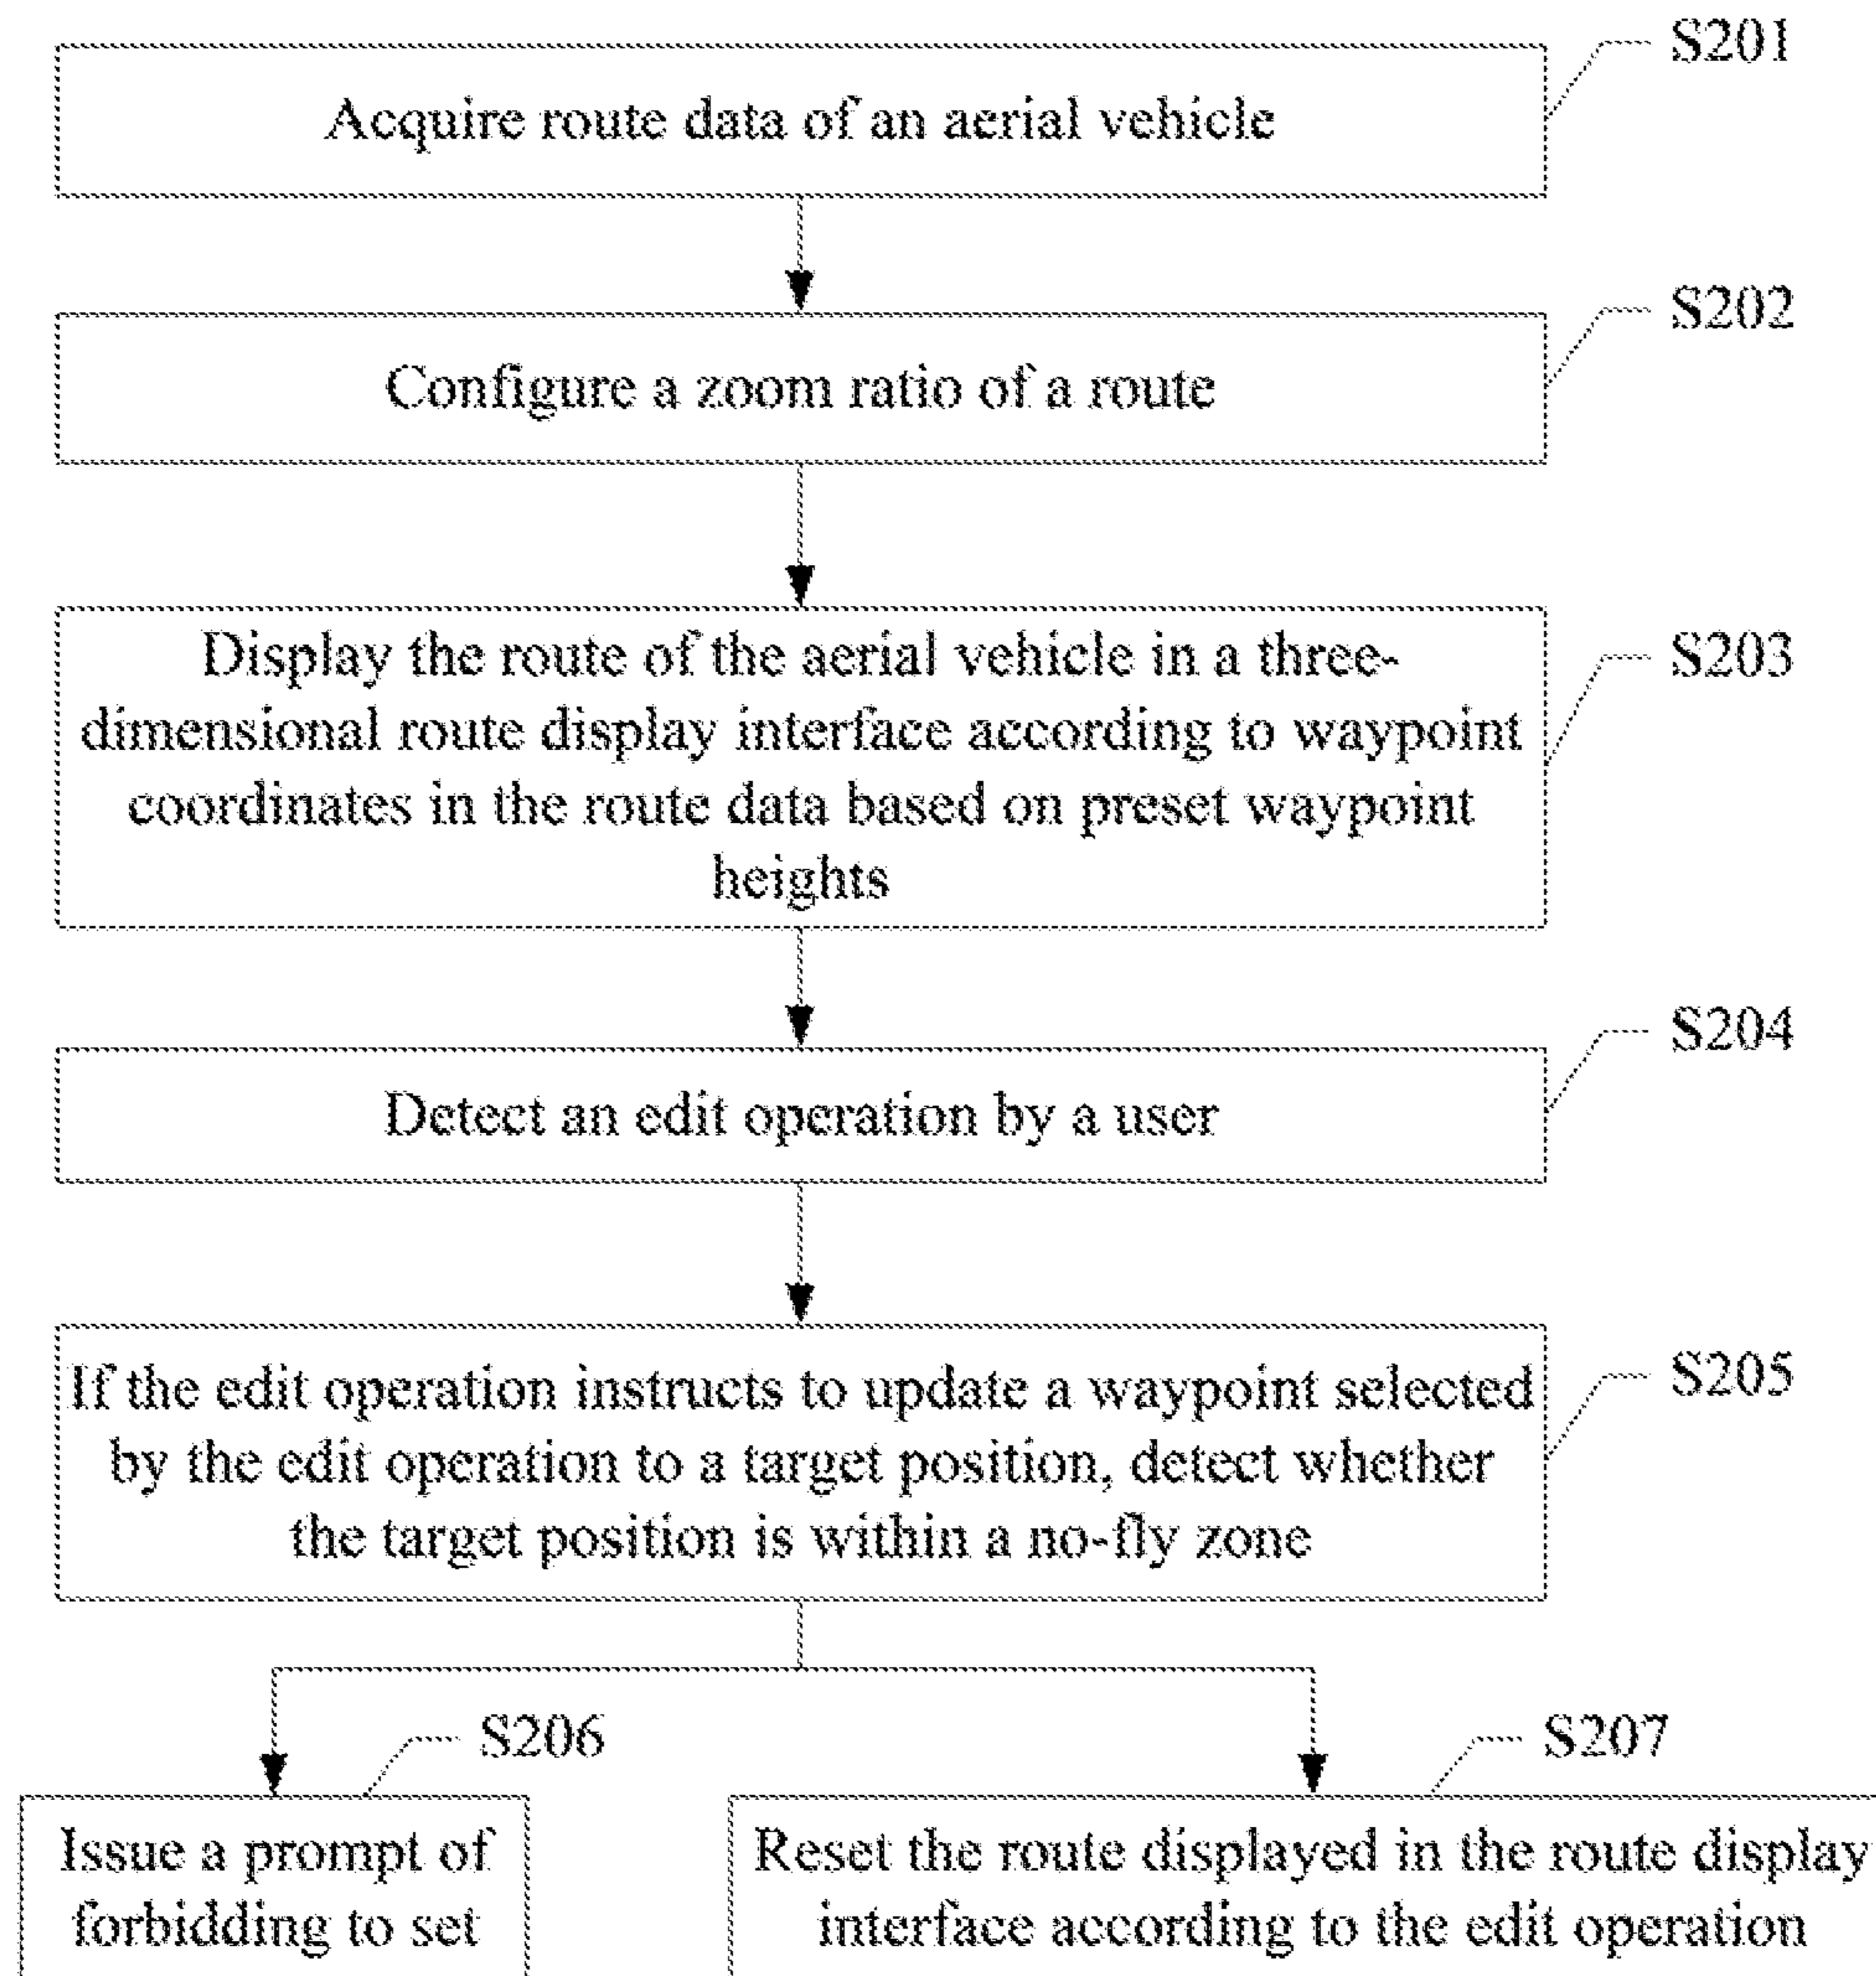 S201
Acquire route data of an aerial vehicle
S202
Configure a zoom ratio of a route
S203
Display the route of the aerial vehicle in a three-
dimensional route display interface according to waypoint
coordinates in the route data based on preset waypoint
heights
S204
Detect an edit operation by a user
S205
If the edit operation instructs to update a waypoint selected
by the edit operation to a target position, detect whether
the target position is within a no-fly zone
S206
Issue a prompt of
forbidding to set
S207
Reset the route displayed in the route display
interface according to the edit operation